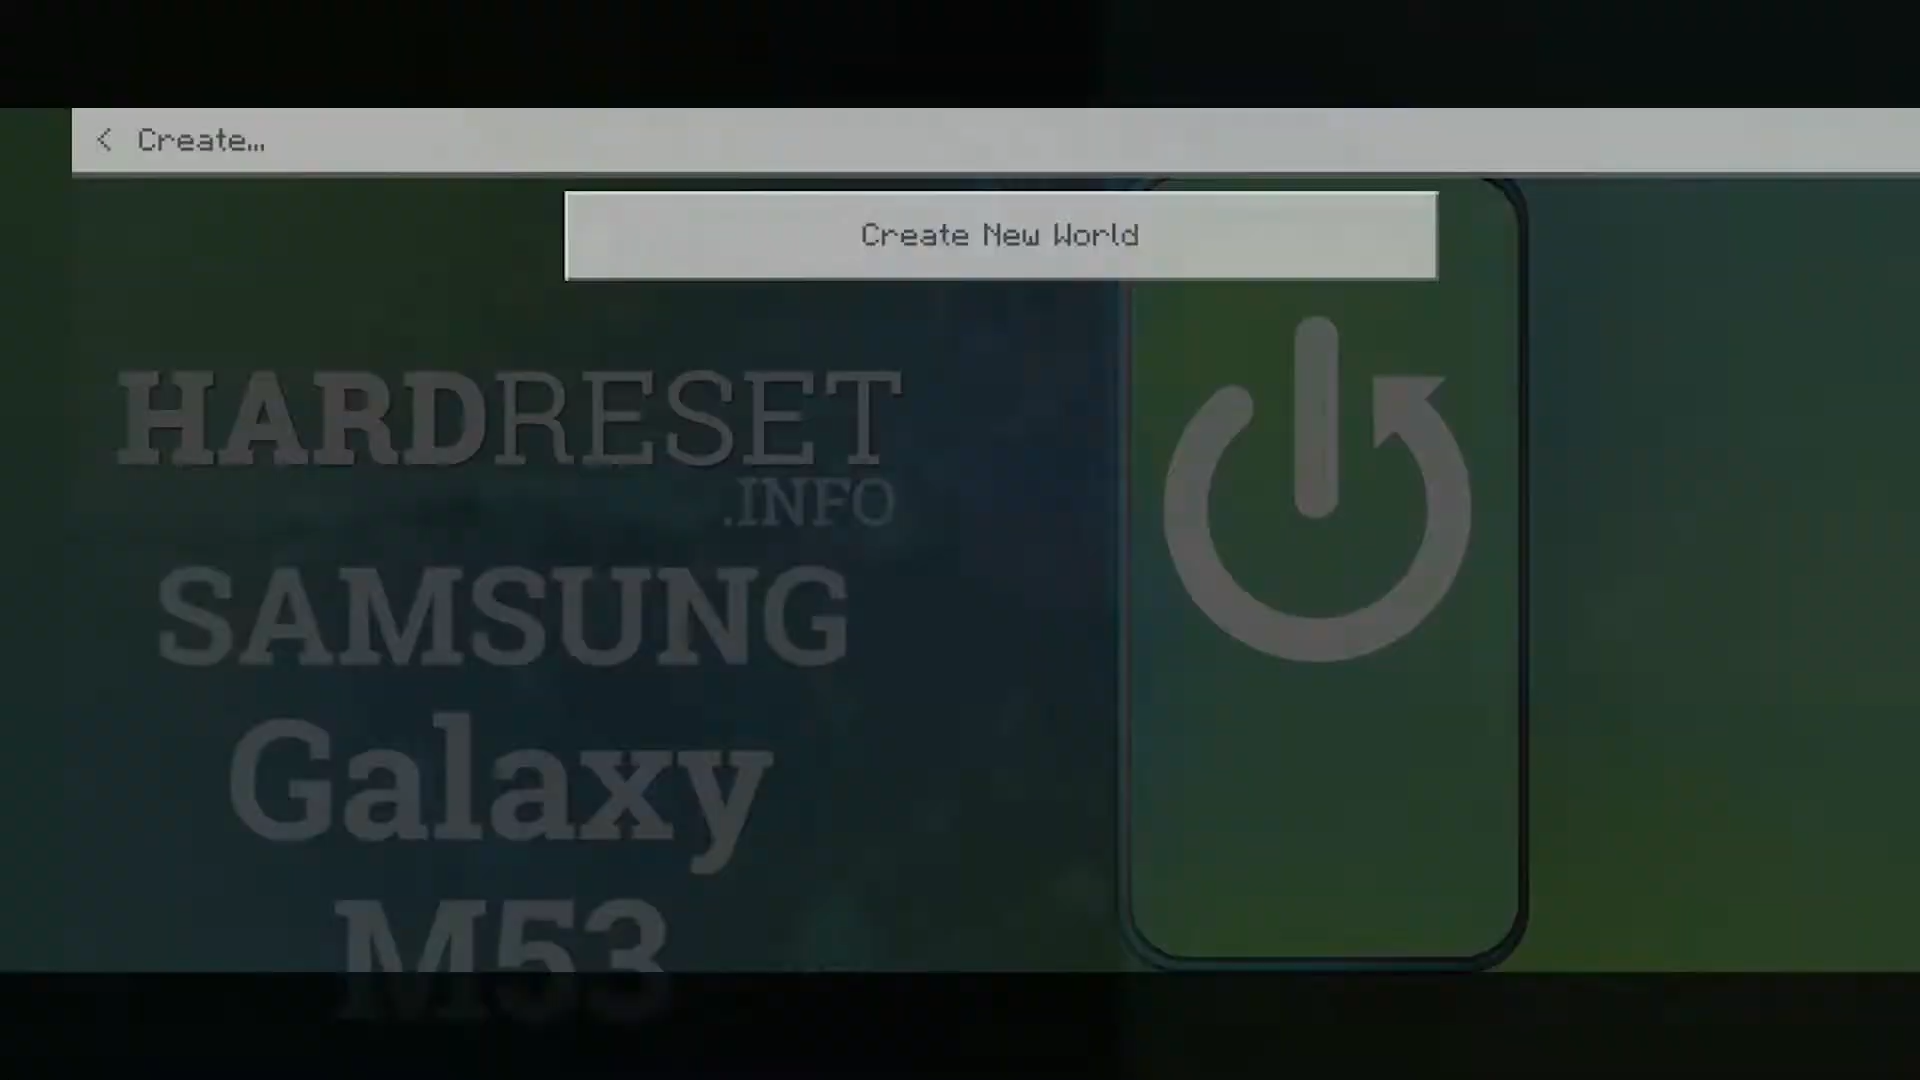 < Create...
Create New World
HARDRESET
.INFO
SAMSUNG
Galaxy
M53